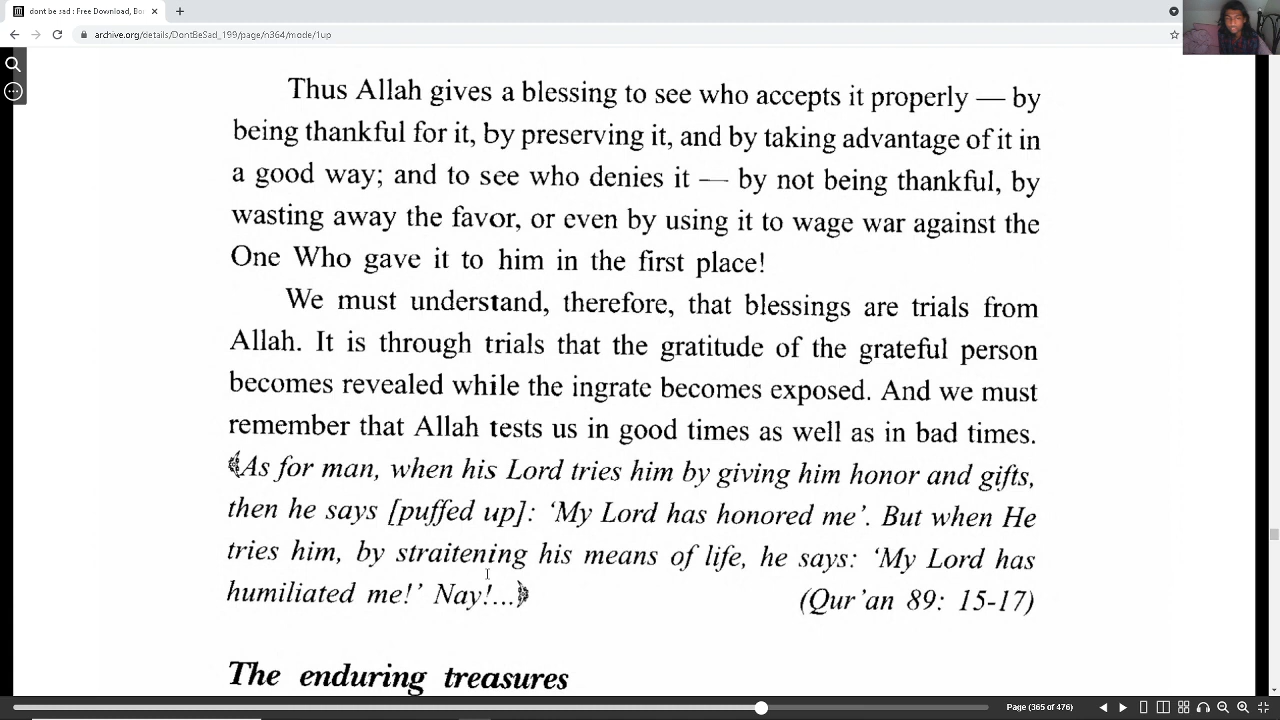 dont be sad : Free Download, Bo
archive.org/details/DontBeSad_199/page/n364/mode/1up
Thus Allah gives a blessing to see who accepts it properly — by
being thankful for it, by preserving it, and by taking advantage of it in
a good way; and to see who denies it — by not being thankful, by
wasting away the favor, or even by using it to wage war against the
One Who gave it to him in the first place!
We must understand, therefore, that blessings are trials from
Allah. It is through trials that the gratitude of the grateful person
becomes revealed while the ingrate becomes exposed. And we must
remember that Allah tests us in good times as well as in bad times.
﴾As for man, when his Lord tries him by giving him honor and gifts,
then he says [puffed up]: ‘My Lord has honored me’. But when He
tries him, by straitening his means of life, he says: ‘My Lord has
humiliated me!’ Nay!...﴿ (Qur’an 89: 15-17)
The enduring treasures
Page (365 of 476)